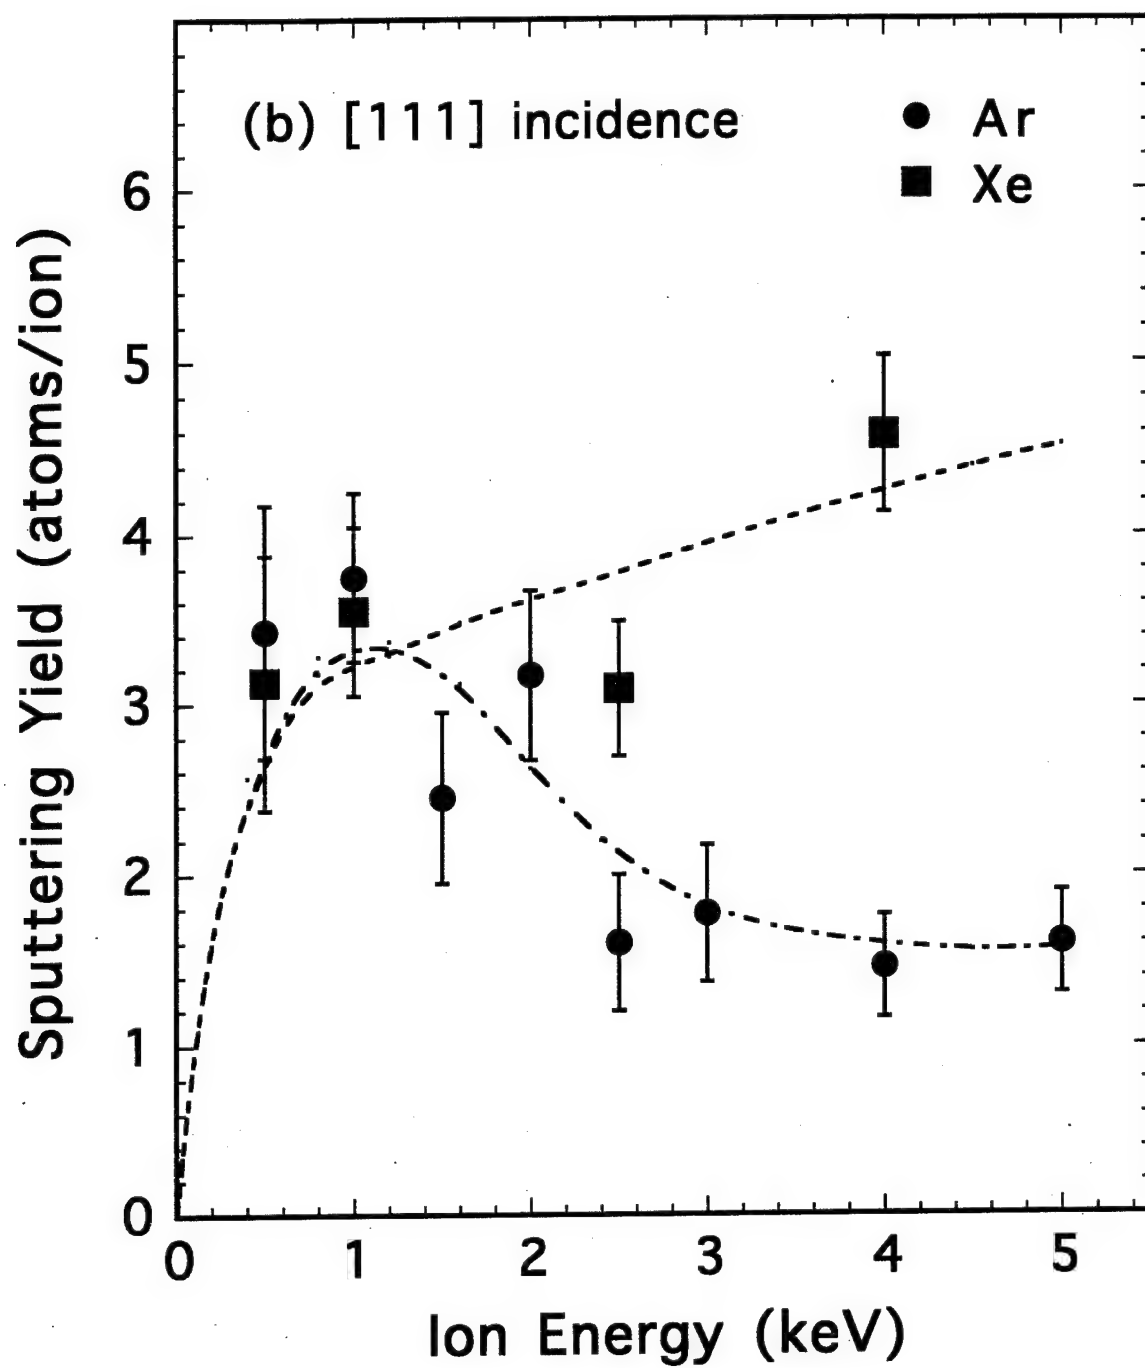 (b) [111] incidence
Ar
Xe
6
5
4
3
2
1
0
0 1 2 3 4 5
Sputtering Yield (atoms/ion)
Ion Energy (keV)